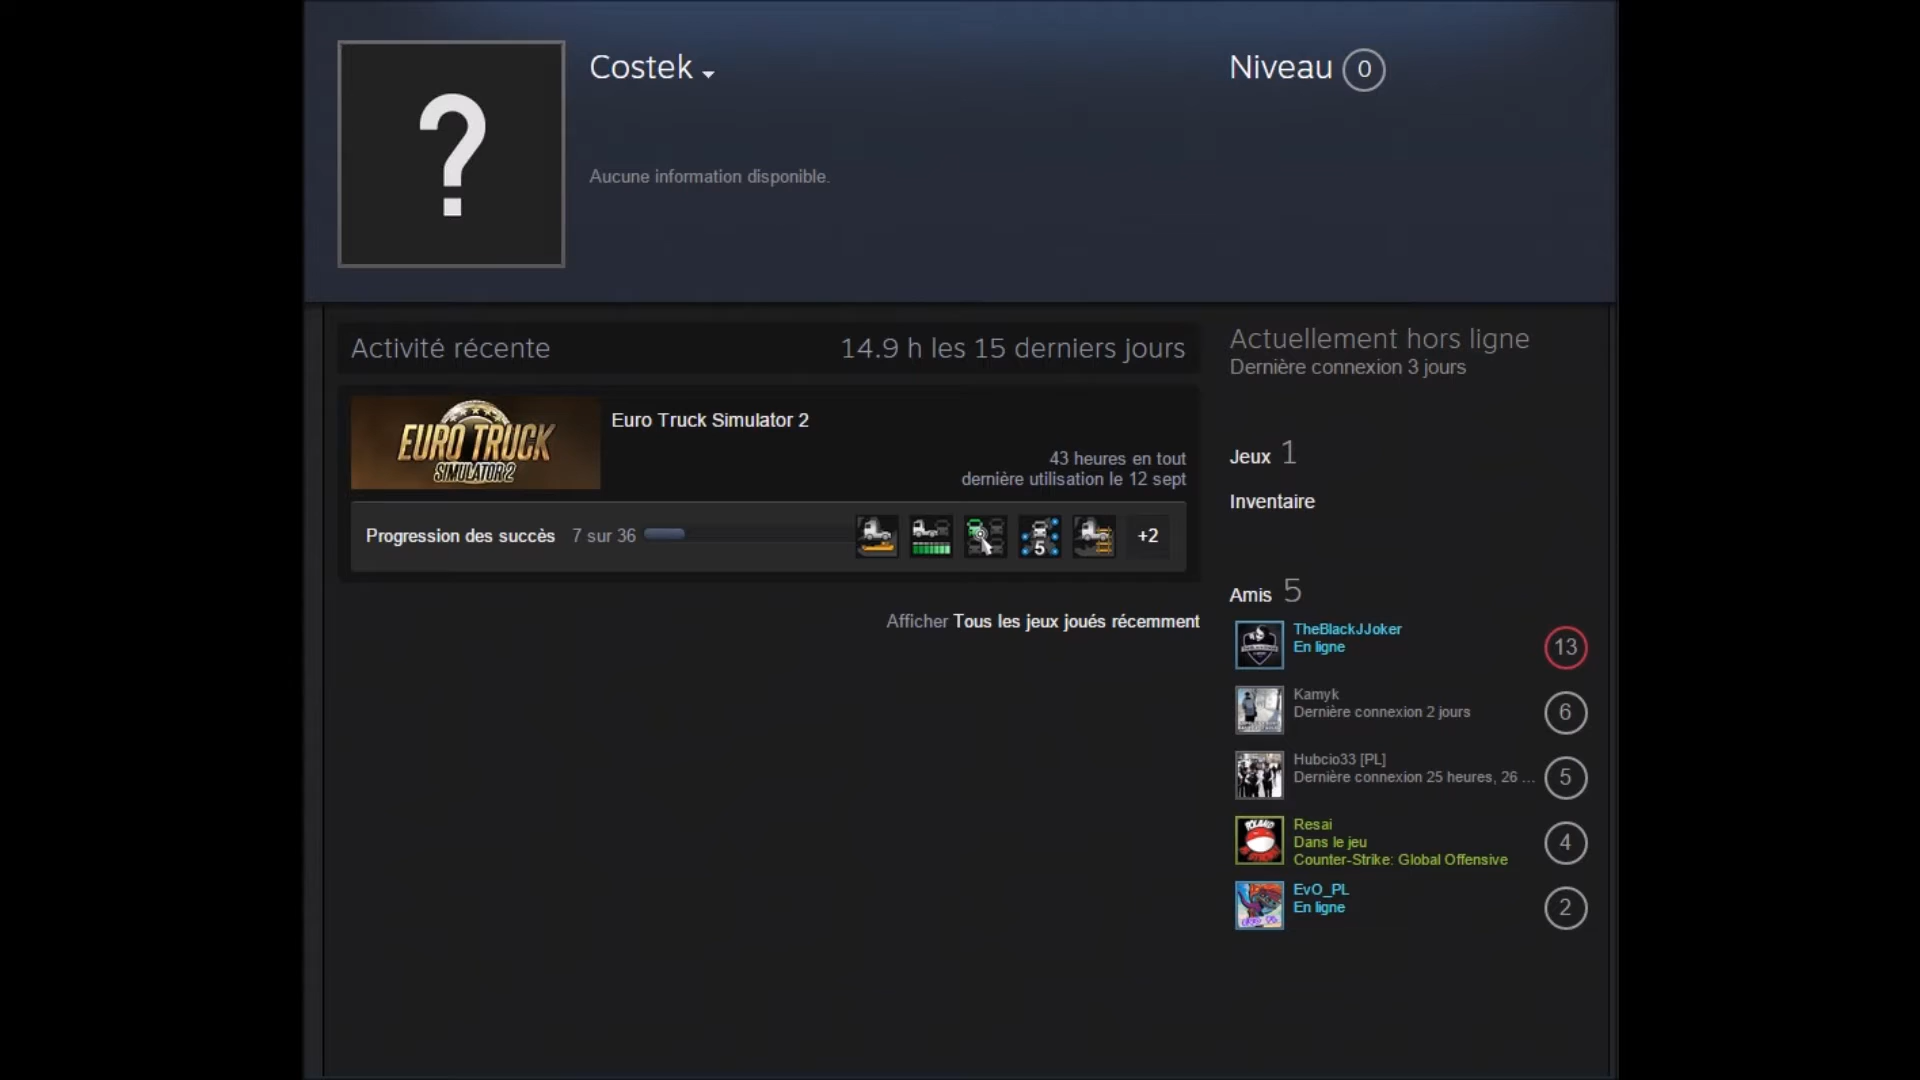 Costek
Niveau 0
Aucune information disponible.
Activité récente
14.9 h les 15 derniers jours
EURO TRUCK
SIMULATOR 2
Euro Truck Simulator 2
43 heures en tout
dernière utilisation le 12 sept
Progression des succès 7 sur 36
5
+2
Afficher Tous les jeux joués récemment
Actuellement hors ligne
Dernière connexion 3 jours
Jeux 1
Inventaire
Amis 5
TheBlackJJoker
En ligne
13
Kamyk
Dernière connexion 2 jours
6
Hubcio33 [PL]
Dernière connexion 25 heures, 26 ...
5
POLAND
Resai
Dans le jeu
Counter-Strike: Global Offensive
4
EvO_PL
En ligne
2